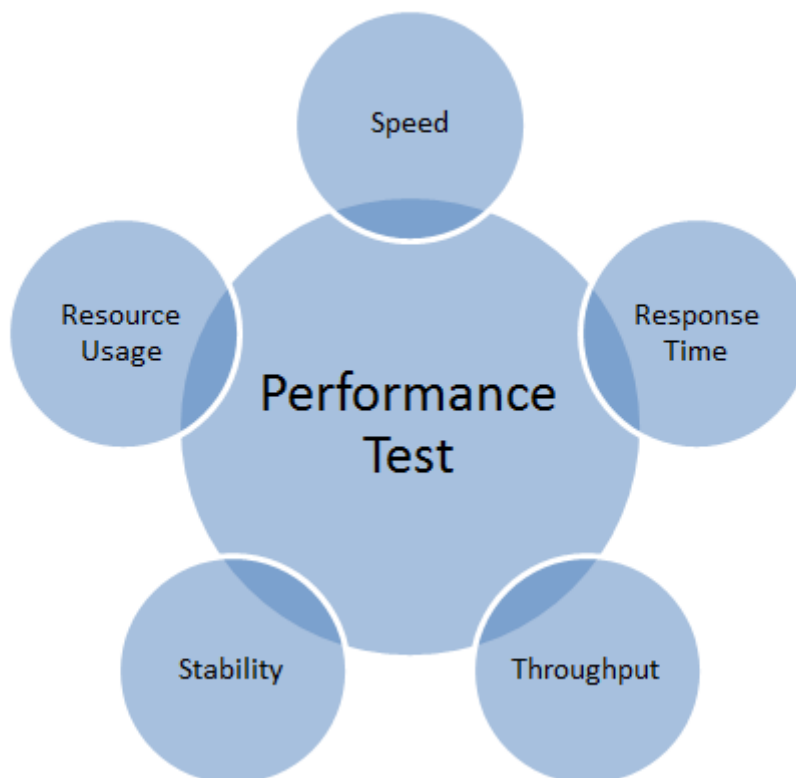 Speed
Resource
Usage
Response
Time
Performance
Test
Stability
Throughput